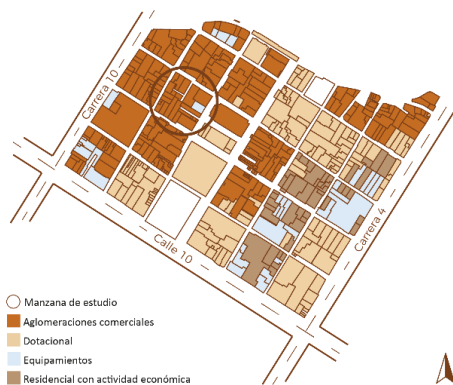 Carrera 10
Carrera 4
Calle 10
Manzana de estudio
Aglomeraciones comerciales
Dotacional
Equipamientos
Residencial con actividad económica